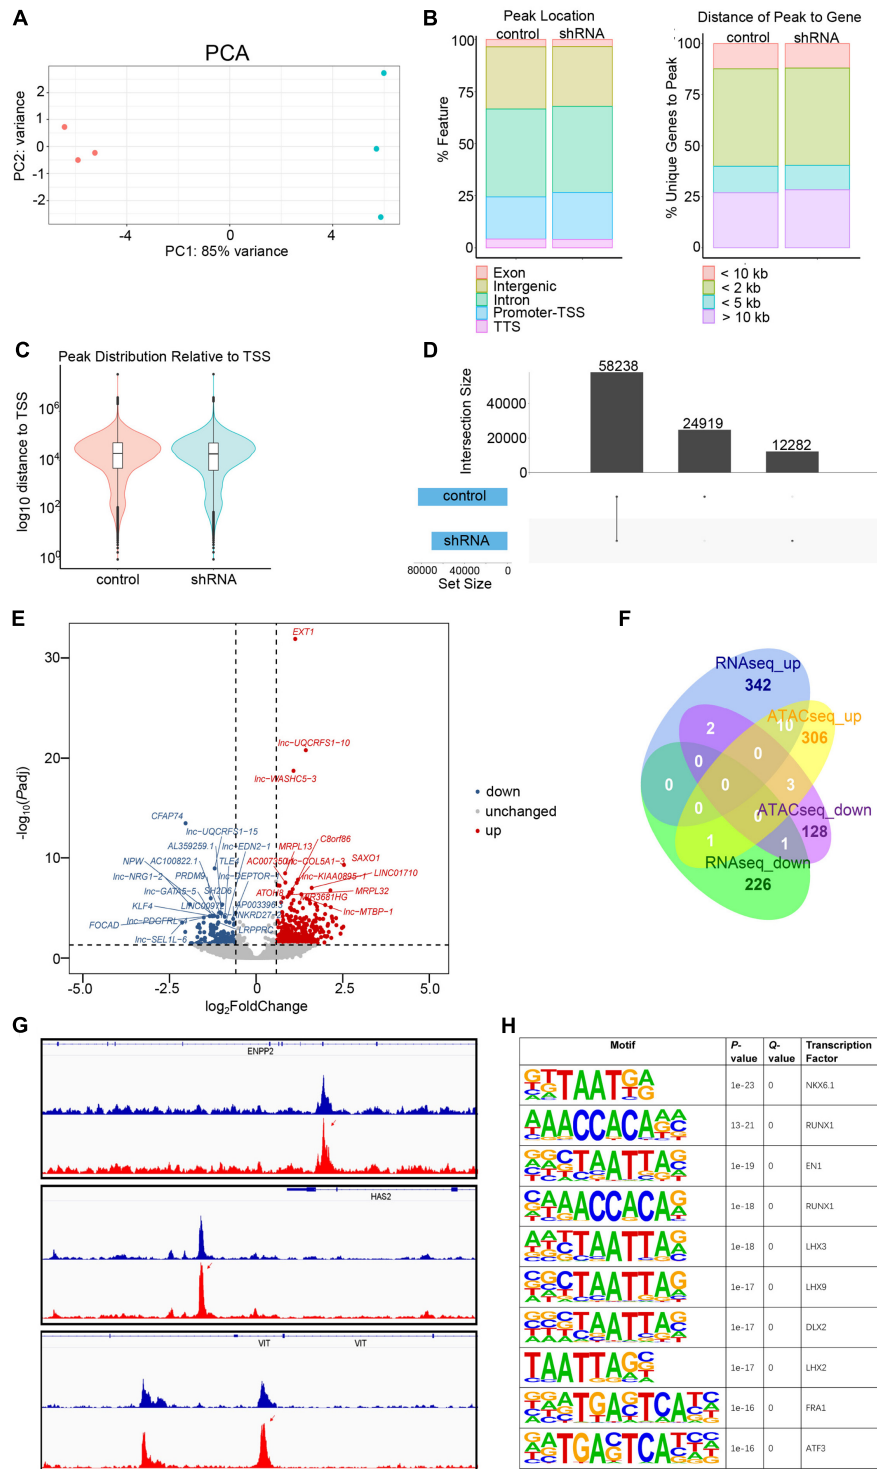 A
PCA
PC2: variance
2
1
0
-1
-2
-4
0
4
PC1: 85% variance
B
Peak Location
control shRNA
% Feature
100
75
50
25
0
Exon
Intergenic
Intron
Promoter-TSS
TTS
Distance of Peak to Gene
control shRNA
% Unique Genes to Peak
100
75
50
25
0
< 10 kb
< 2 kb
< 5 kb
> 10 kb
C
Peak Distribution Relative to TSS
log10 distance to TSS
10^6
10^4
10^2
10^0
control shRNA
D
Intersection Size
58238
24919
12282
40000
20000
0
control
shRNA
80000 40000 0
Set Size
E
-log10(Padj)
30
20
10
0
EXT1
lnc-UQCRFS1-10
lnc-WASHC5-3
CFAP74
lnc-UQCRFS1-15
AL359259.1 lnc-EDN2-1
NPW AC100822.1 TLE4
lnc-NRG1-2 PRDM9 lnc-DEPTOR-
lnc-GATA5-5 SH2D6
KLF4 AP003396.
NKRD27-
FOCAD lnc-PDCFRL-
LRPPRC
lnc-SEL1L-6
C8orf86
MRPL13
AC007350. lnc-COL5A1-3 SAXO1
lnc-KIAA0895-1 LINC01710
ATOH8 MRPL32
MIR3681HG
lnc-MTBP-1
-5.0 -2.5 0 2.5 5.0
log2FoldChange
down
unchanged
up
F
RNAseq_up
342
ATACseq_up
306
2
10
0
0
0
0
3
0
0
ATACseq_down
128
1
1
RNAseq_down
226
G
ENPP2
HAS2
VIT VIT
H
Motif P-value Q-value Transcription Factor
1e-23 0 NKX6.1
13-21 0 RUNX1
1e-19 0 EN1
1e-18 0 RUNX1
1e-18 0 LHX3
1e-17 0 LHX9
1e-17 0 DLX2
1e-17 0 LHX2
1e-16 0 FRA1
1e-16 0 ATF3